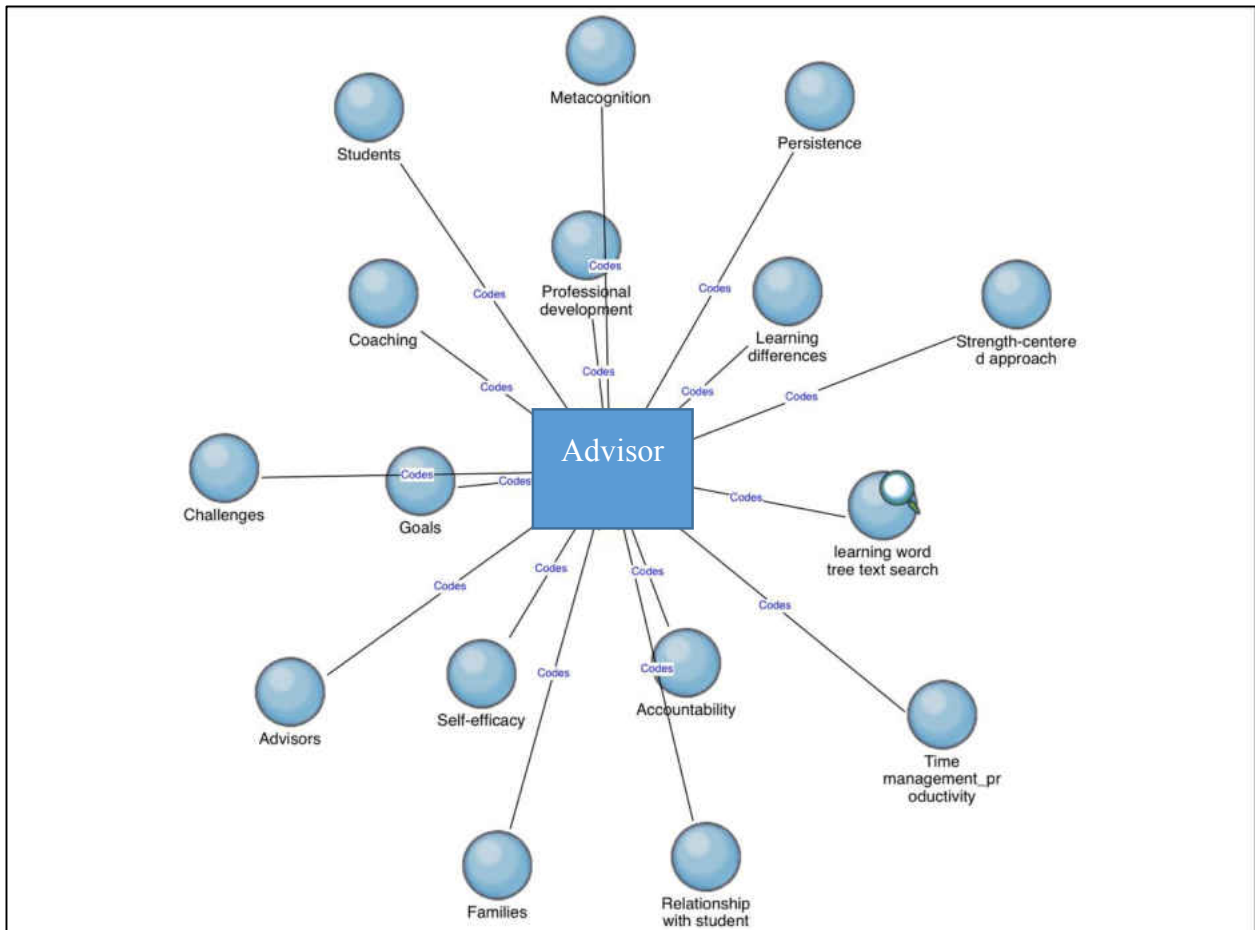 Metacognition
Students
Persistence
Codes
Codes
Codes
Professional
development
Coaching
Learning
differences
Strength-centere
d approach
Codes
Codes
Codes
Codes
Advisor
Challenges
Codes
Goals
Codes
Codes
learning word
tree text search
Codes
Codes
Codes
Codes
Advisors
Self-efficacy
Codes
Codes
Accountability
Time
management_pr
oductivity
Families
Relationship
with student